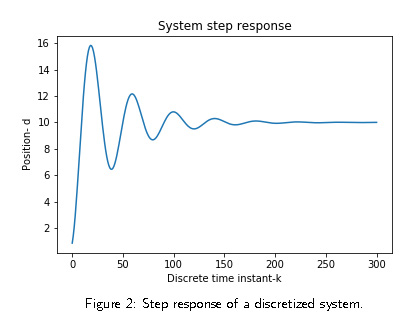 System step response
16
14
12
10
8
6
4
2
Position- d
0 50 100 150 200 250 300
Discrete time instant-k
Figure 2: Step response of a discretized system.